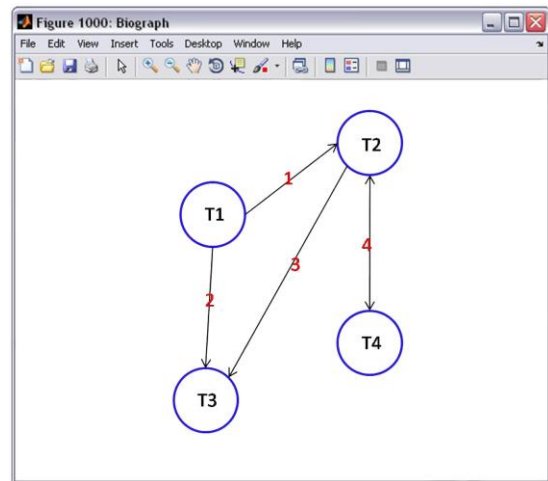 Figure 1000: Biograph
File Edit View Insert Tools Desktop Window Help
T2
1
T1
4
3
2
T4
T3